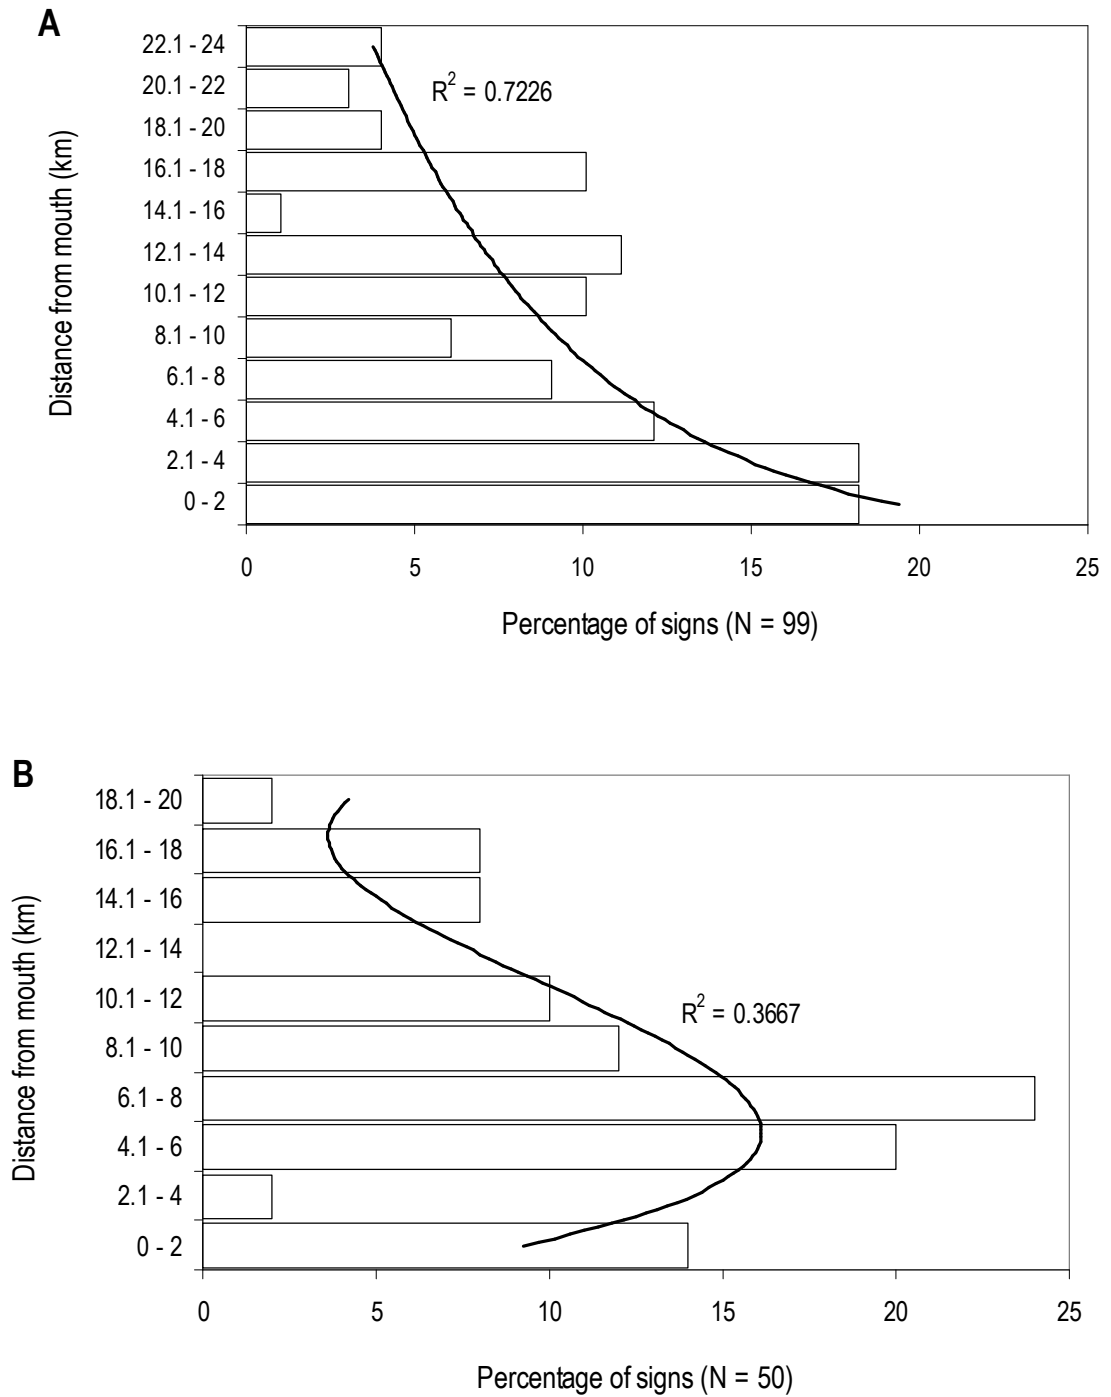 A
22.1 - 24
20.1 - 22
18.1 - 20
16.1 - 18
14.1 - 16
12.1 - 14
10.1 - 12
8.1 - 10
6.1 - 8
4.1 - 6
2.1 - 4
0 - 2
Distance from mouth (km)
R² = 0.7226
0 5 10 15 20 25
Percentage of signs (N = 99)
B
18.1 - 20
16.1 - 18
14.1 - 16
12.1 - 14
10.1 - 12
8.1 - 10
6.1 - 8
4.1 - 6
2.1 - 4
0 - 2
Distance from mouth (km)
R² = 0.3667
0 5 10 15 20 25
Percentage of signs (N = 50)